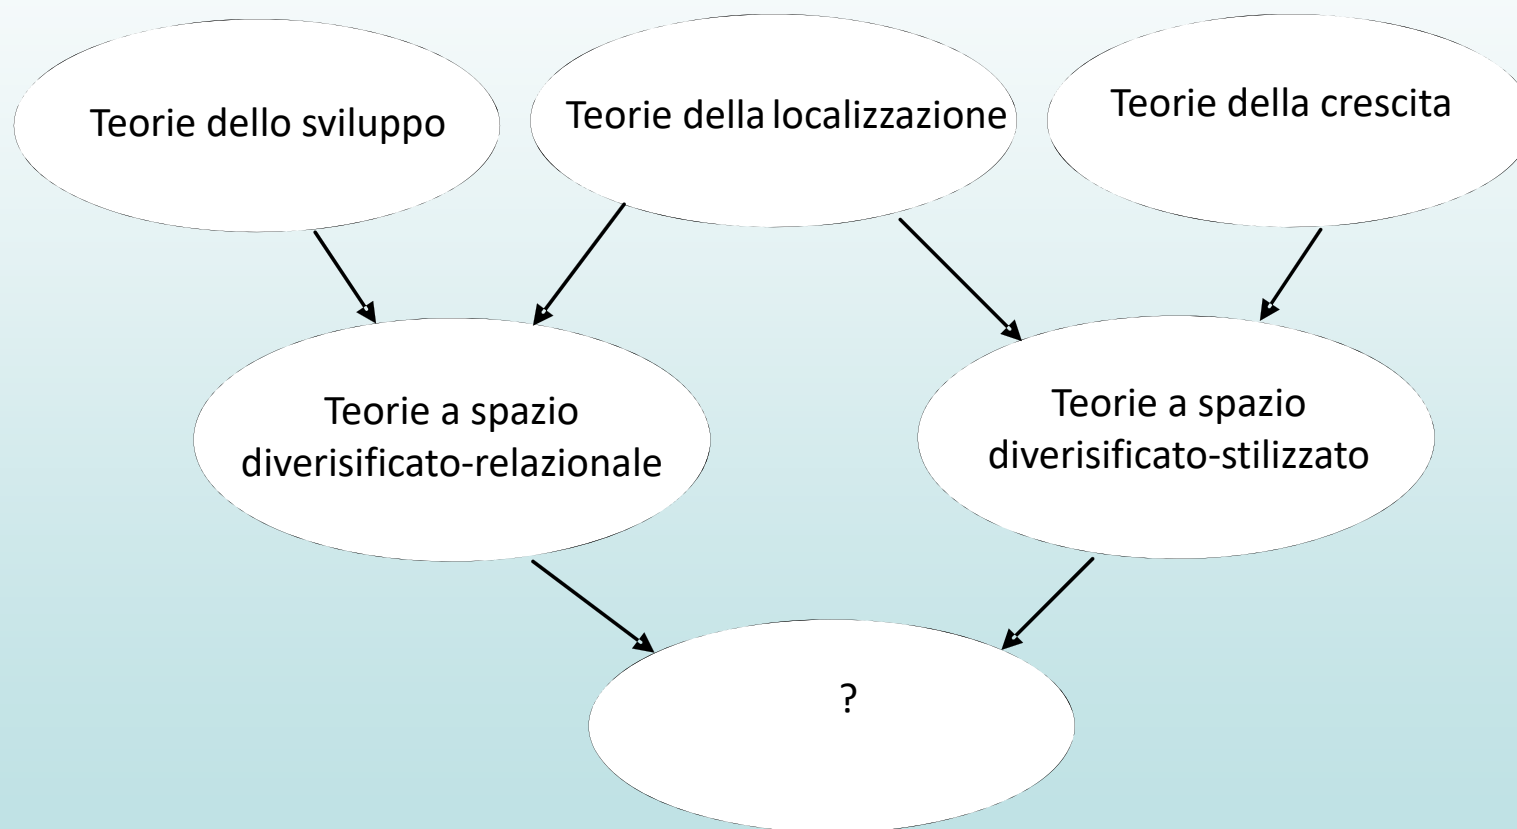 Teorie dello sviluppo
Teorie della localizzazione
Teorie della crescita
Teorie a spazio
diverisificato-relazionale
Teorie a spazio
diverisificato-stilizzato
?